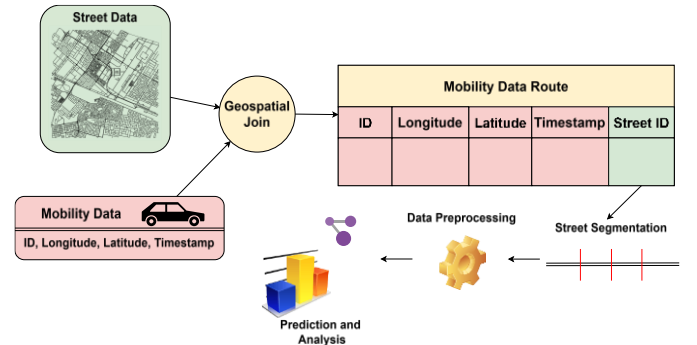 Street Data
Geospatial
Join
Mobility Data Route
ID Longitude Latitude Timestamp Street ID
Mobility Data
ID, Longitude, Latitude, Timestamp
Street Segmentation
Data Preprocessing
Prediction and
Analysis